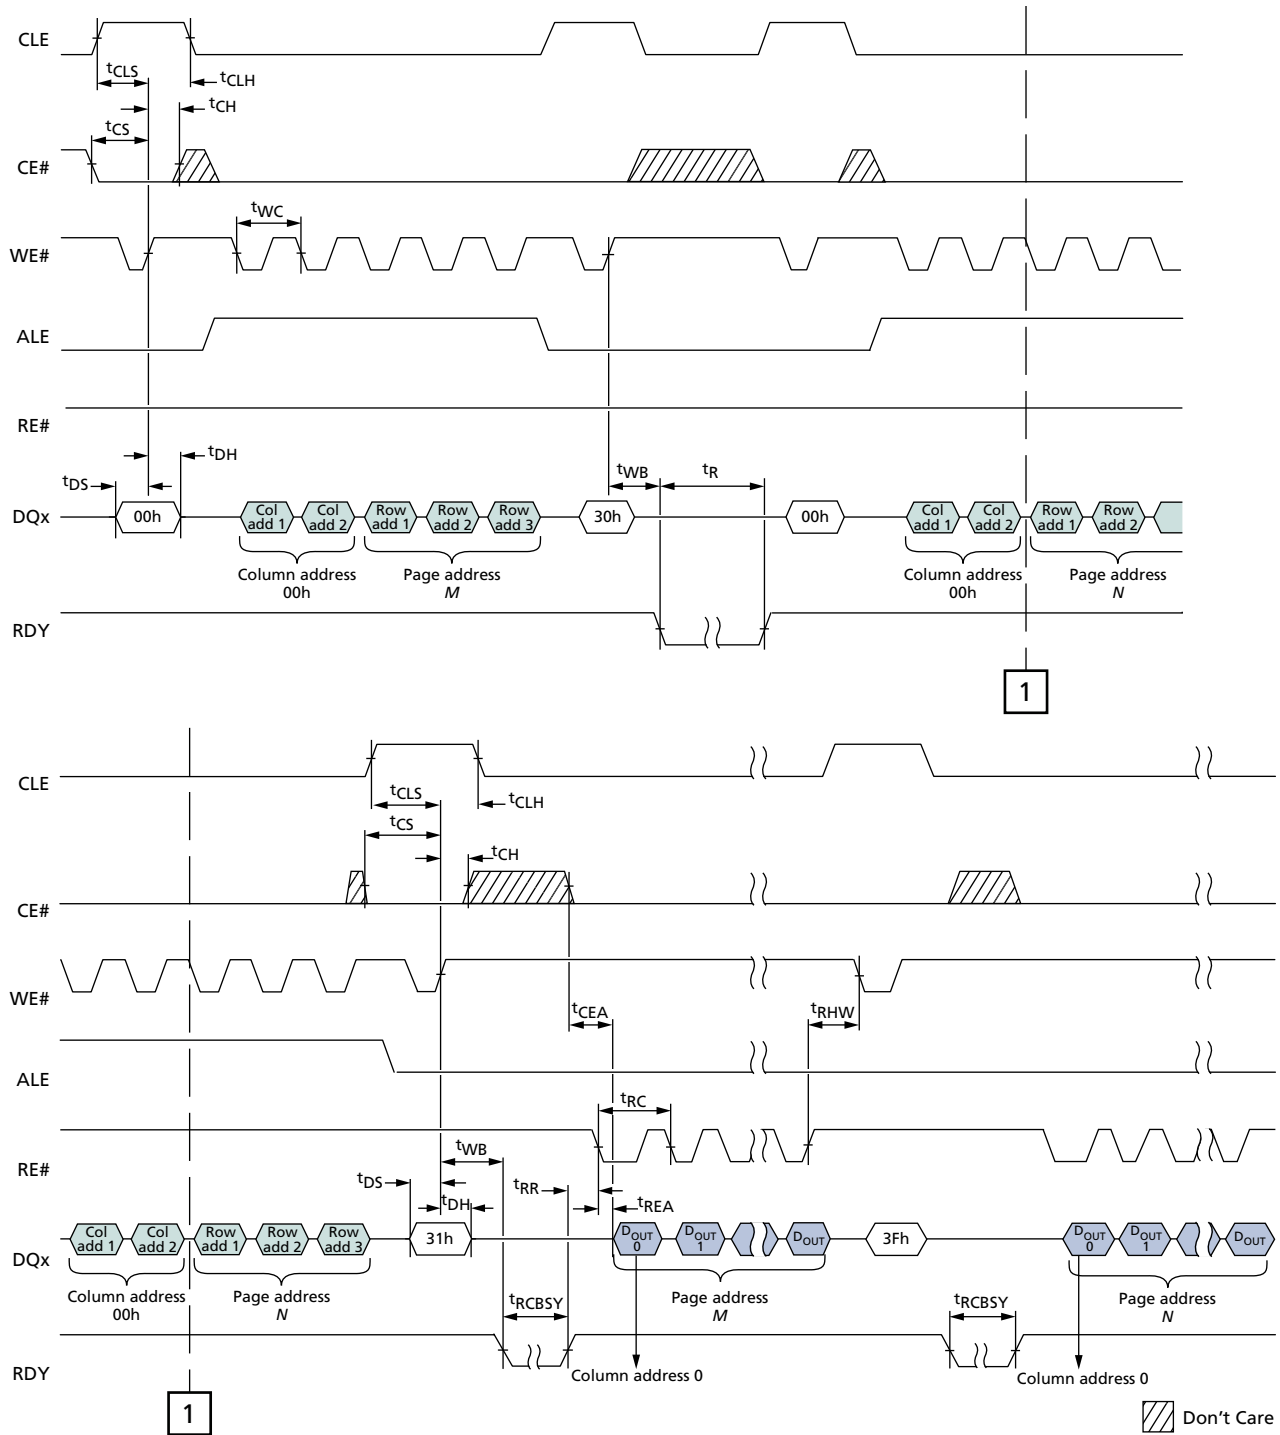 CLE
tCLS
tCLH
tCH
tCS
CE#
tWC
WE#
ALE
RE#
tDH
tWB
tR
tDS
DQx
00h
Col add 1
Col add 2
Row add 1
Row add 2
Row add 3
30h
00h
Col add 1
Col add 2
Row add 1
Row add 2
Column address
00h
Page address
M
Column address
00h
Page address
N
RDY
1
CLE
tCLS
tCLH
tCS
tCH
CE#
WE#
tCEA
tRHW
ALE
tRC
RE#
tWB
tDS
tRR
tDH
tREA
DQx
Col add 1
Col add 2
Row add 1
Row add 2
Row add 3
31h
DOUT 0
DOUT 1
DOUT
3Fh
DOUT 0
DOUT 1
DOUT
Column address
00h
Page address
N
tRCBSY
Page address
M
tRCBSY
Page address
N
RDY
Column address 0
Column address 0
1
Don't Care